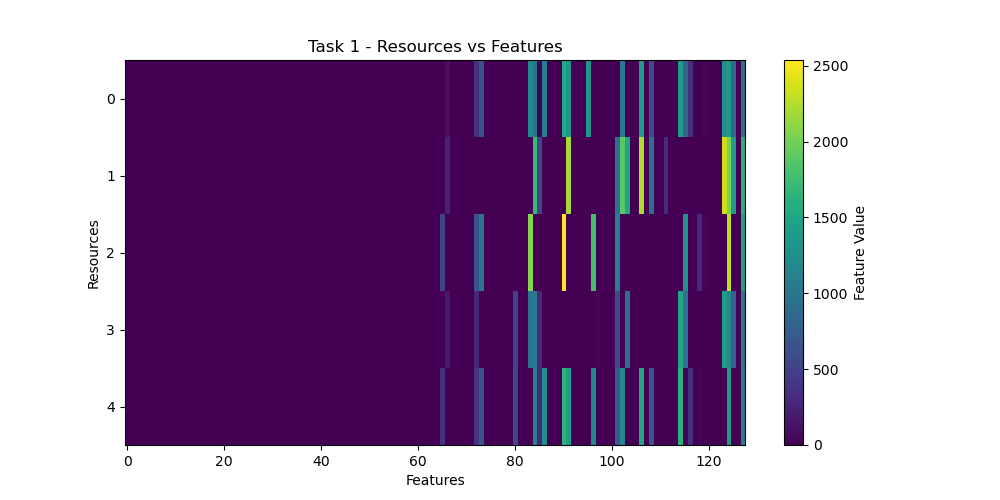 Task 1 - Resources vs Features
Resources
0
1
2
3
4
0 20 40 60 80 100 120
Features
2500
2000
1500
1000
500
0
Feature Value